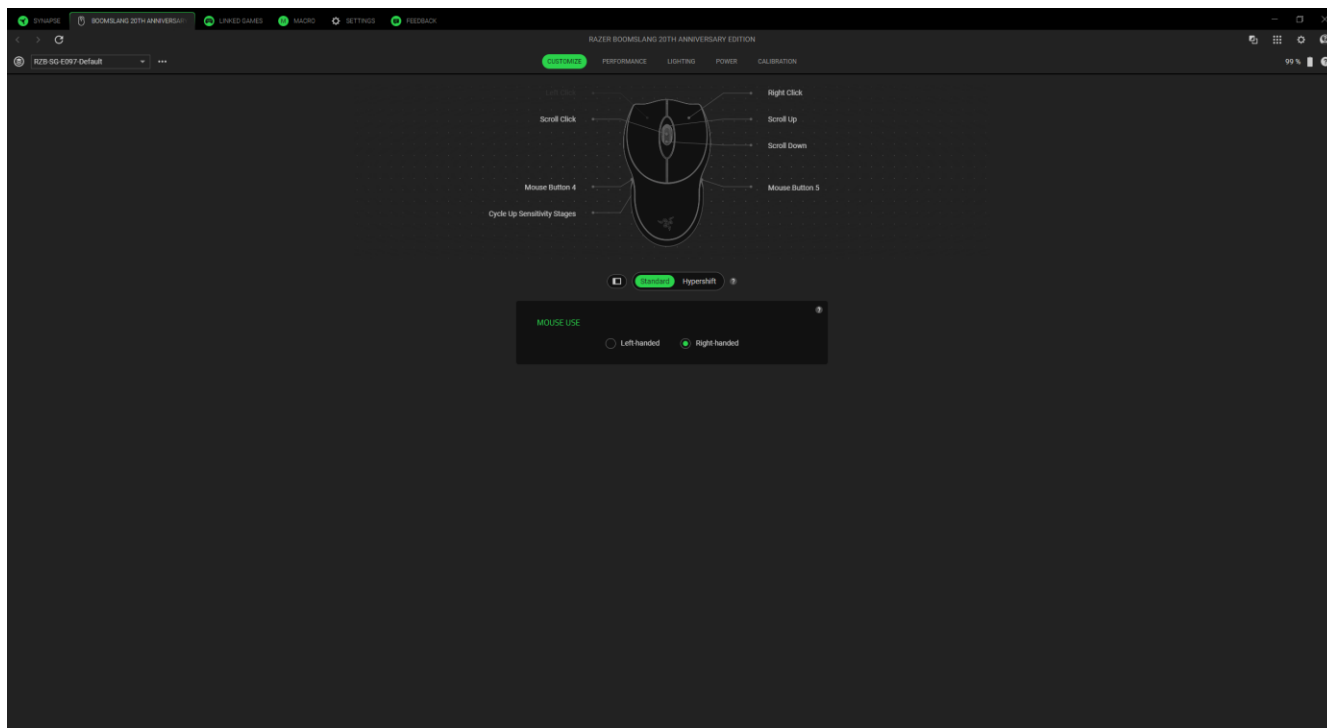 SYNAPSE BOOMSLANG 20TH ANNIVERSARY LINKED GAMES MACRO SETTINGS FEEDBACK
RAZER BOOMSLANG 20TH ANNIVERSARY EDITION
RZB-SG-E097-Default CUSTOMIZE PERFORMANCE LIGHTING POWER CALIBRATION 99 %
Left Click Right Click
Scroll Click Scroll Up
Scroll Down
Mouse Button 4 Mouse Button 5
Cycle Up Sensitivity Stages
Standard Hypershift ?
?
MOUSE USE
Left-handed Right-handed